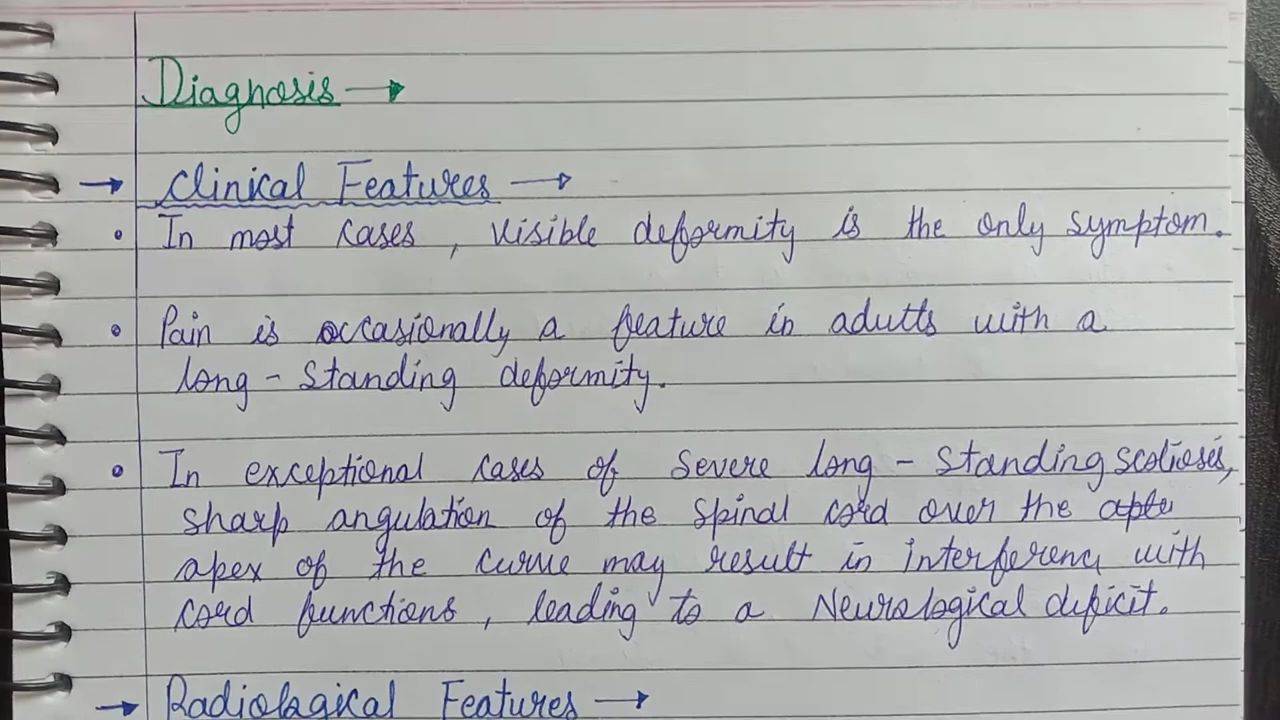 Diagnosis →
→ Clinical Features →
• In most cases, visible deformity is the only symptom.
• Pain is occasionally a feature in adults with a
long-standing deformity.
• In exceptional cases of severe long-standing scoliosis,
sharp angulation of the spinal cord over the
apex of the curve may result in interference with
cord functions, leading to a Neurological deficit.
→ Radiological Features →